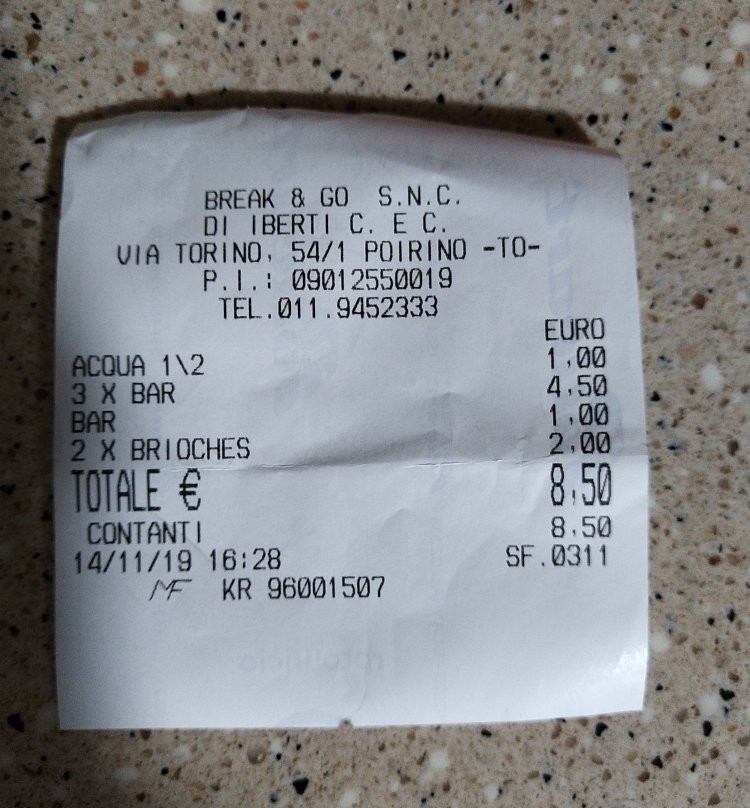 BREAK & GO S.N.C.
DI IBERTI C. E C.
VIA TORINO, 54/1 POIRINO -TO-
P.I.: 09012550019
TEL.011.9452333
EURO
ACQUA 1\2 1,00
3 X BAR 4,50
BAR 1,00
2 X BRIOCHES 2,00
TOTALE € 8,50
CONTANTI 8,50
14/11/19 16:28 SF.0311
MF KR 96001507